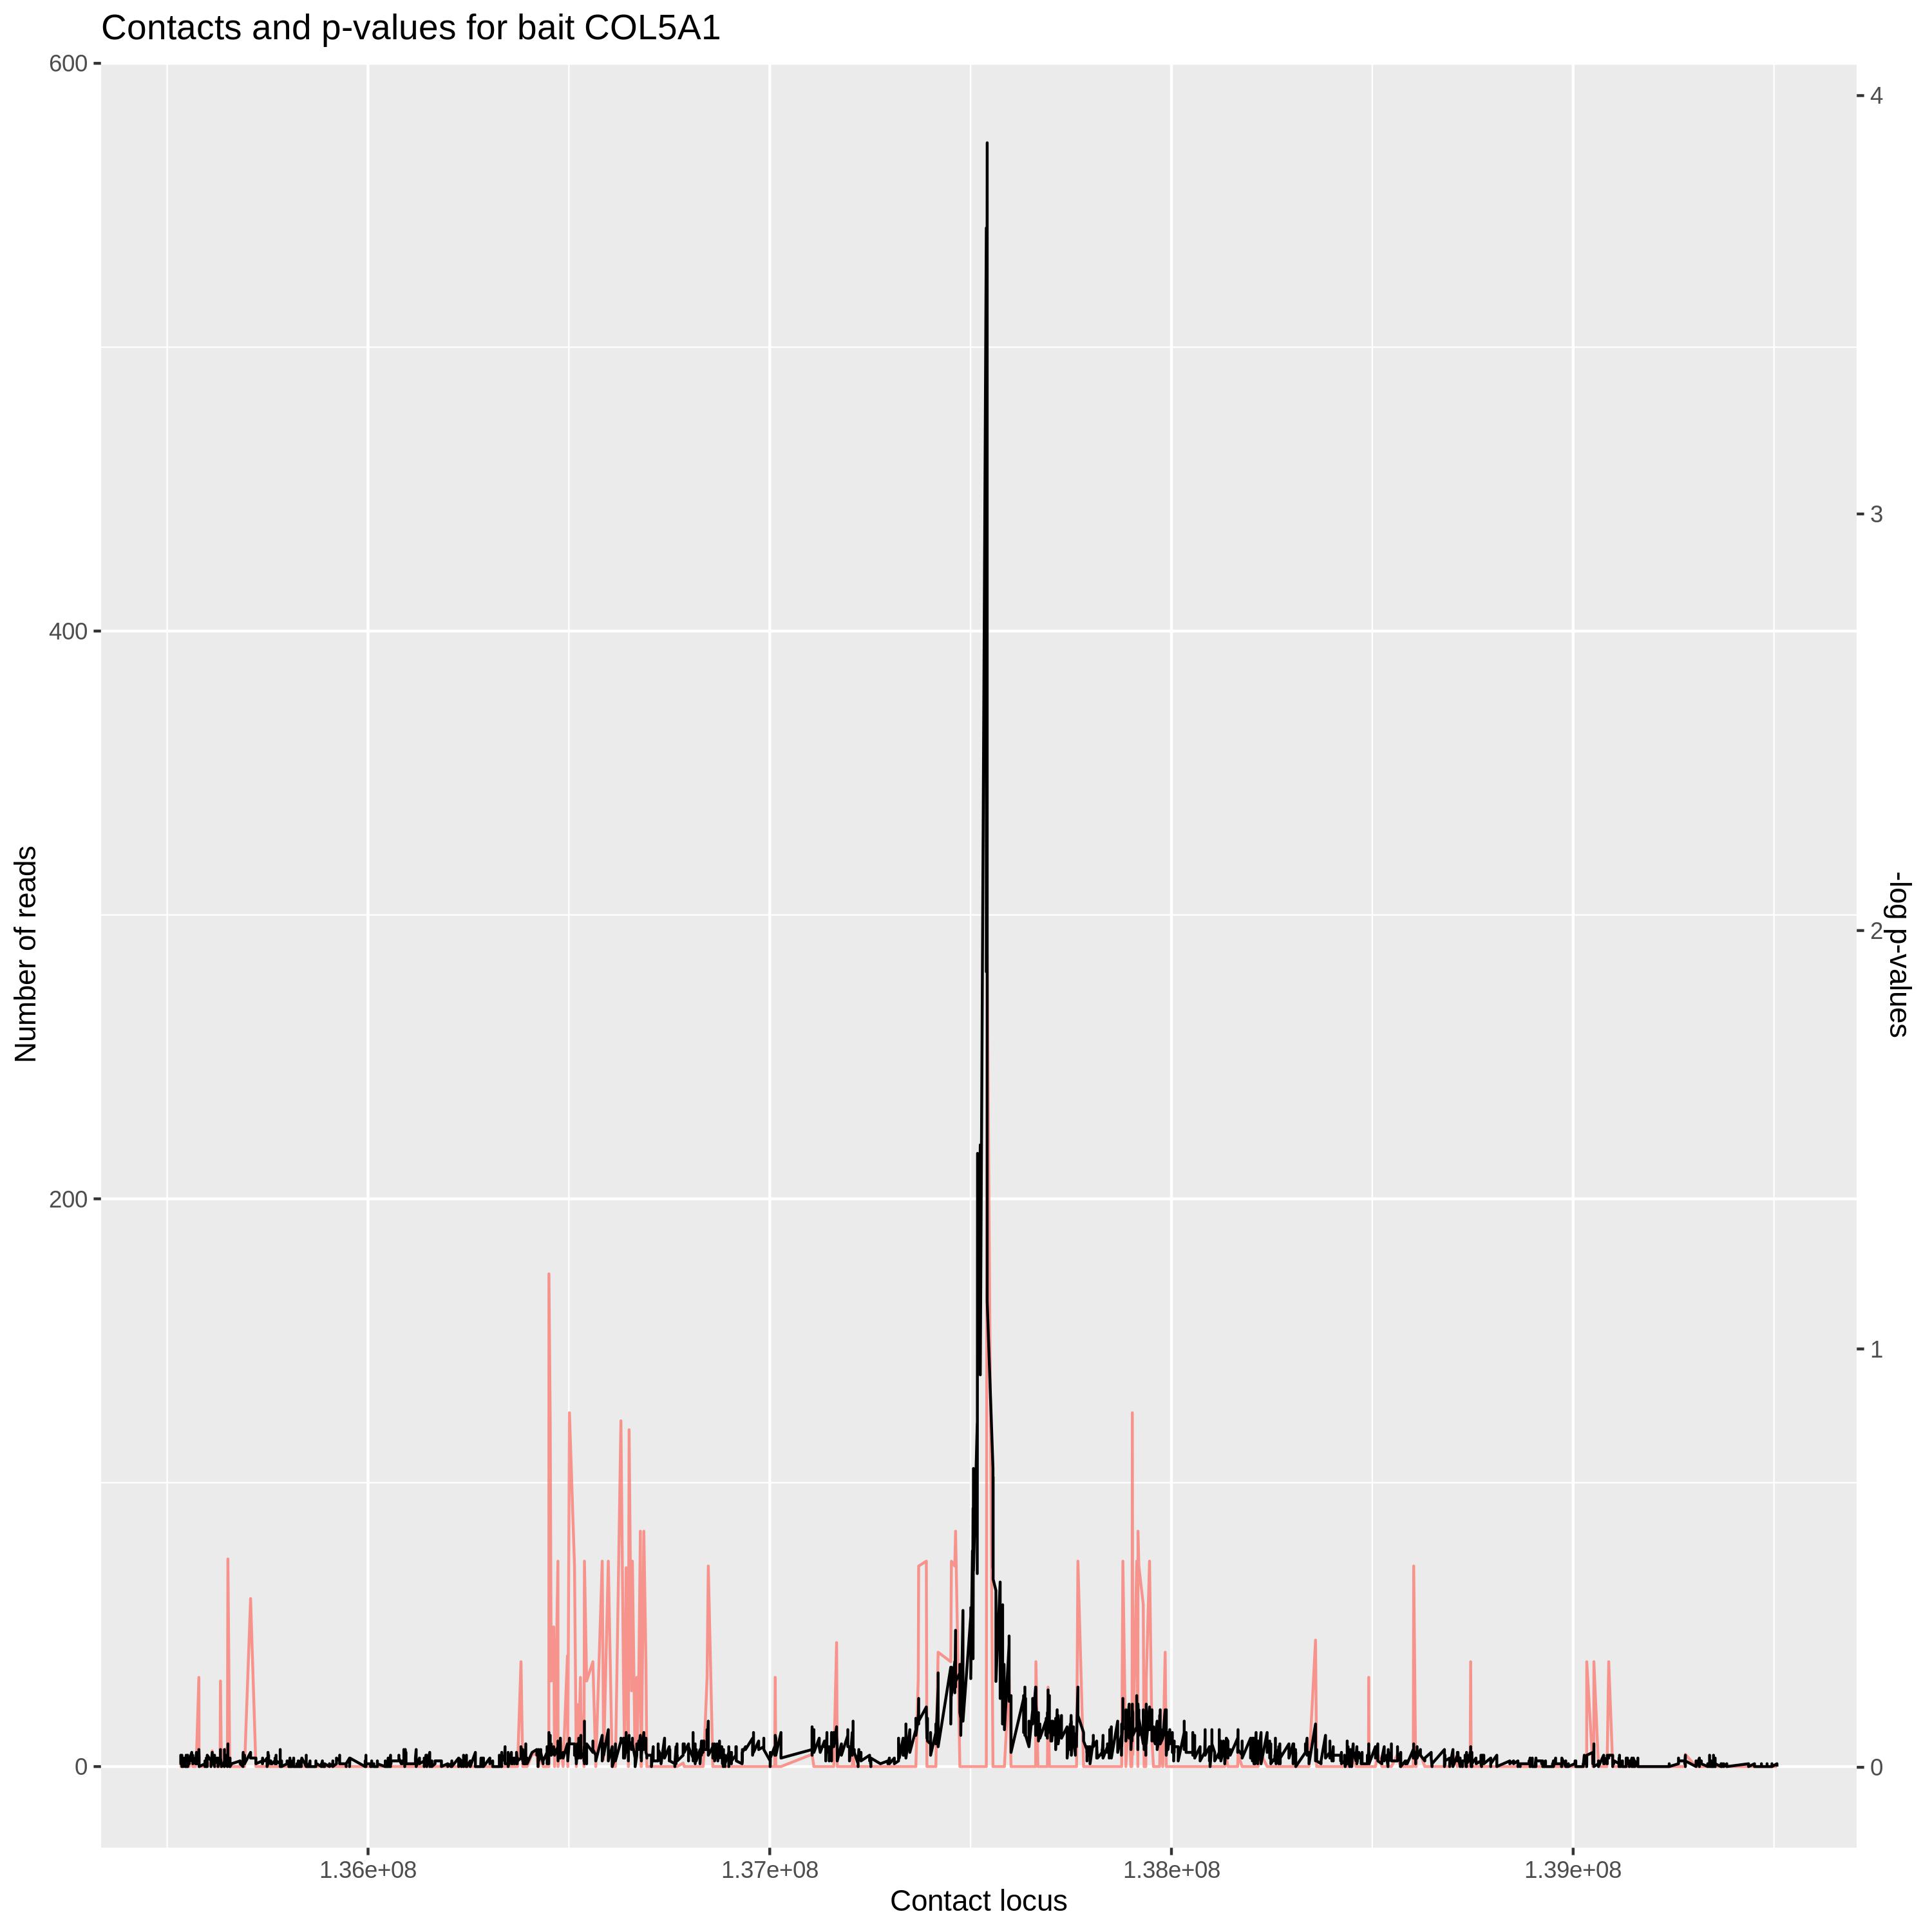 Contacts and p-values for bait COL5A1
600
400
200
0
Number of reads
4
3
2
1
0
-log p-values
1.36e+08
1.37e+08
1.38e+08
1.39e+08
Contact locus